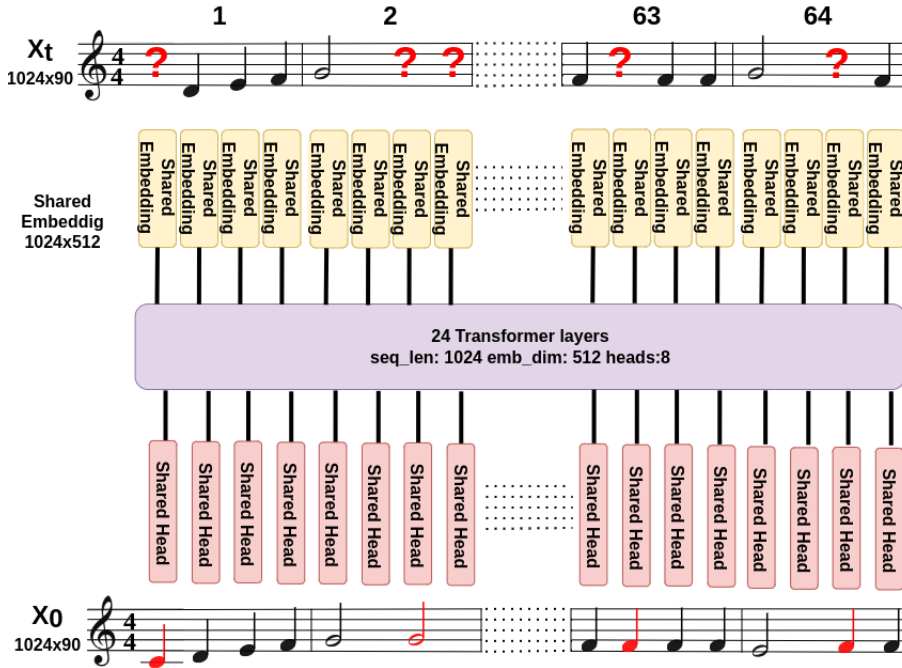 1 2 63 64
Xt
1024x90
4
4
? ? ? ? ?
Shared Embedding Shared Embedding Shared Embedding Shared Embedding Shared Embedding Shared Embedding Shared Embedding Shared Embedding Shared Embedding Shared Embedding Shared Embedding Shared Embedding Shared Embedding Shared Embedding Shared Embedding Shared Embedding
Shared
Embeddig
1024x512
24 Transformer layers
seq_len: 1024 emb_dim: 512 heads:8
Shared Head Shared Head Shared Head Shared Head Shared Head Shared Head Shared Head Shared Head Shared Head Shared Head Shared Head Shared Head Shared Head Shared Head Shared Head Shared Head
X0
1024x90
4
4